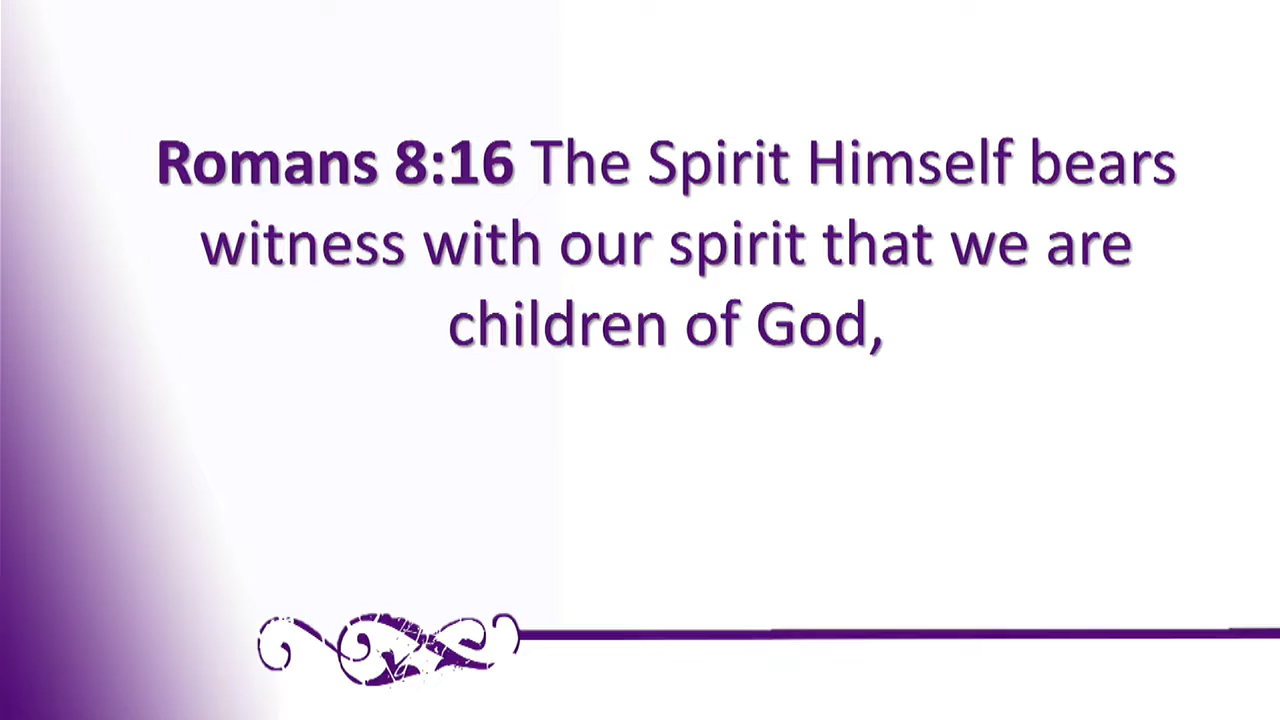 Romans 8:16 The Spirit Himself bears
witness with our spirit that we are
children of God,